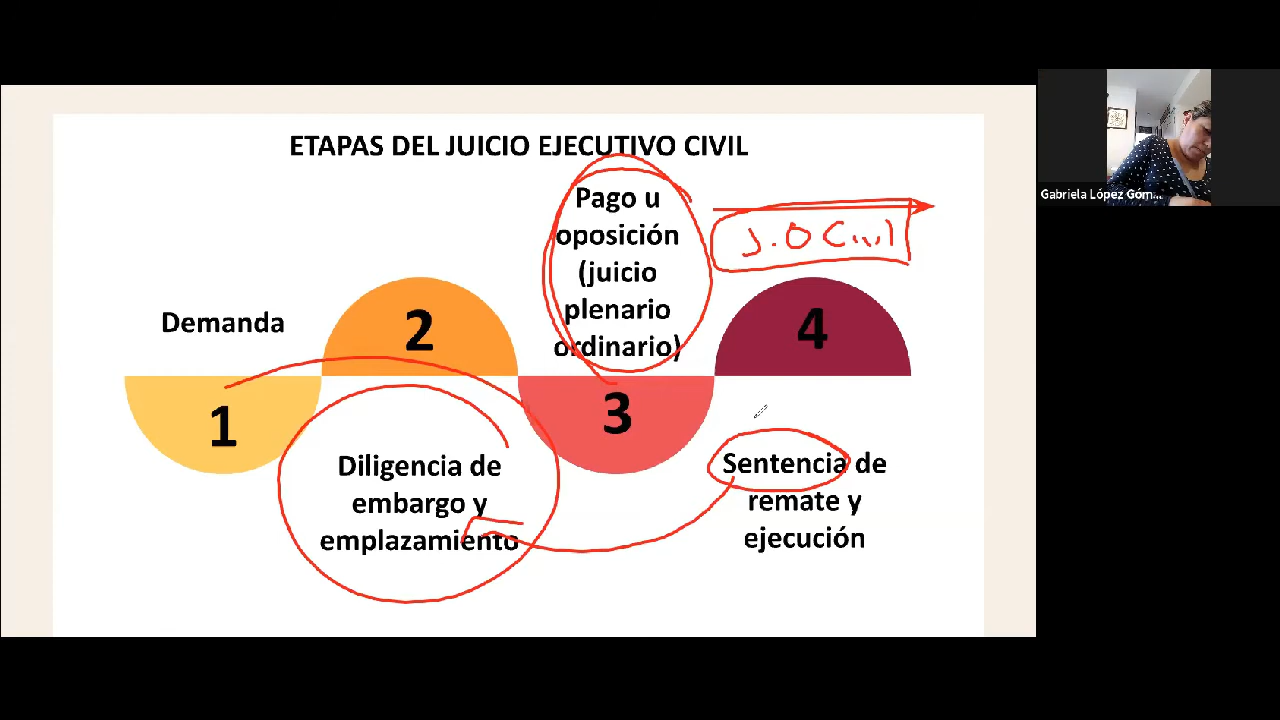 ETAPAS DEL JUICIO EJECUTIVO CIVIL
Demanda
1
2
Diligencia de
embargo y
emplazamiento
Pago u
oposición
(juicio
plenario
ordinario)
3
J.O Civil
4
Sentencia de
remate y
ejecución
Gabriela López Góm...